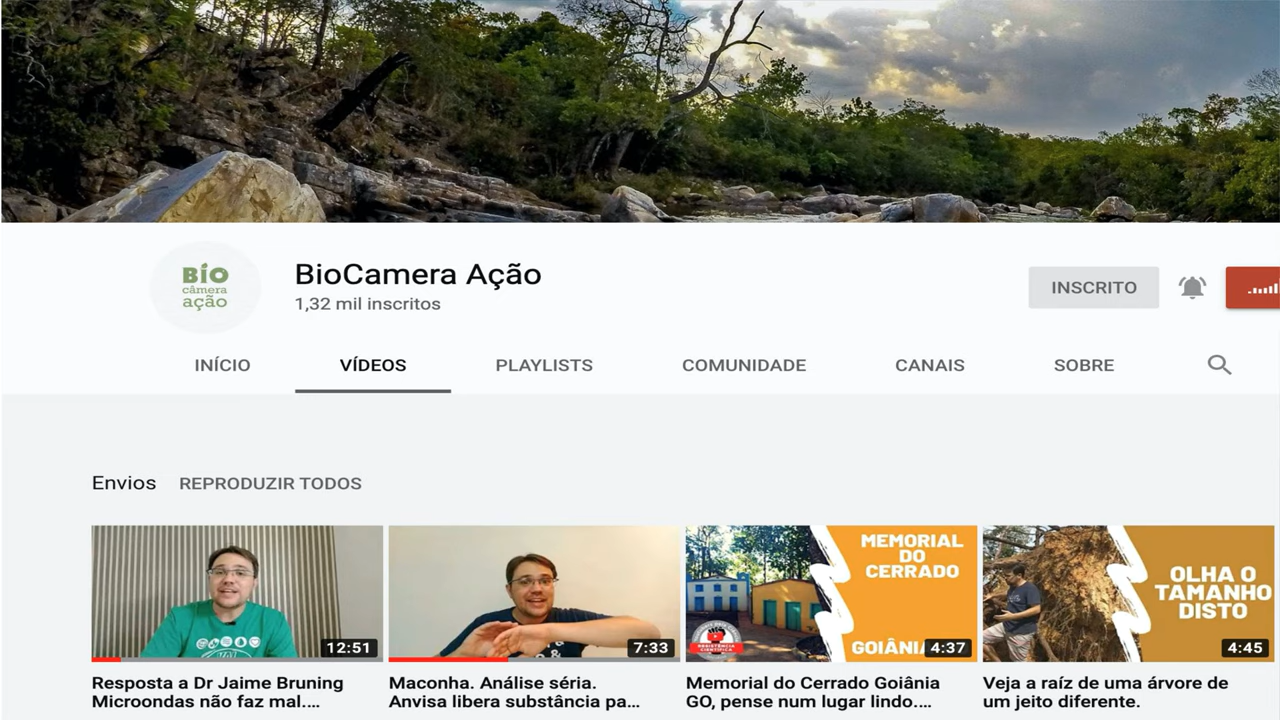 BIO
câmera
ação
BioCamera Ação
1,32 mil inscritos
INSCRITO
INÍCIO
VÍDEOS
PLAYLISTS
COMUNIDADE
CANAIS
SOBRE
Envios REPRODUZIR TODOS
12:51
7:33
MEMORIAL
DO
CERRADO
RESISTÊNCIA
CIENTÍFICA
GOIÂNI
4:37
OLHA O
TAMANHO
DISTO
4:45
Resposta a Dr Jaime Bruning
Microondas não faz mal....
Maconha. Análise séria.
Anvisa libera substância pa...
Memorial do Cerrado Goiânia
GO, pense num lugar lindo....
Veja a raíz de uma árvore de
um jeito diferente.